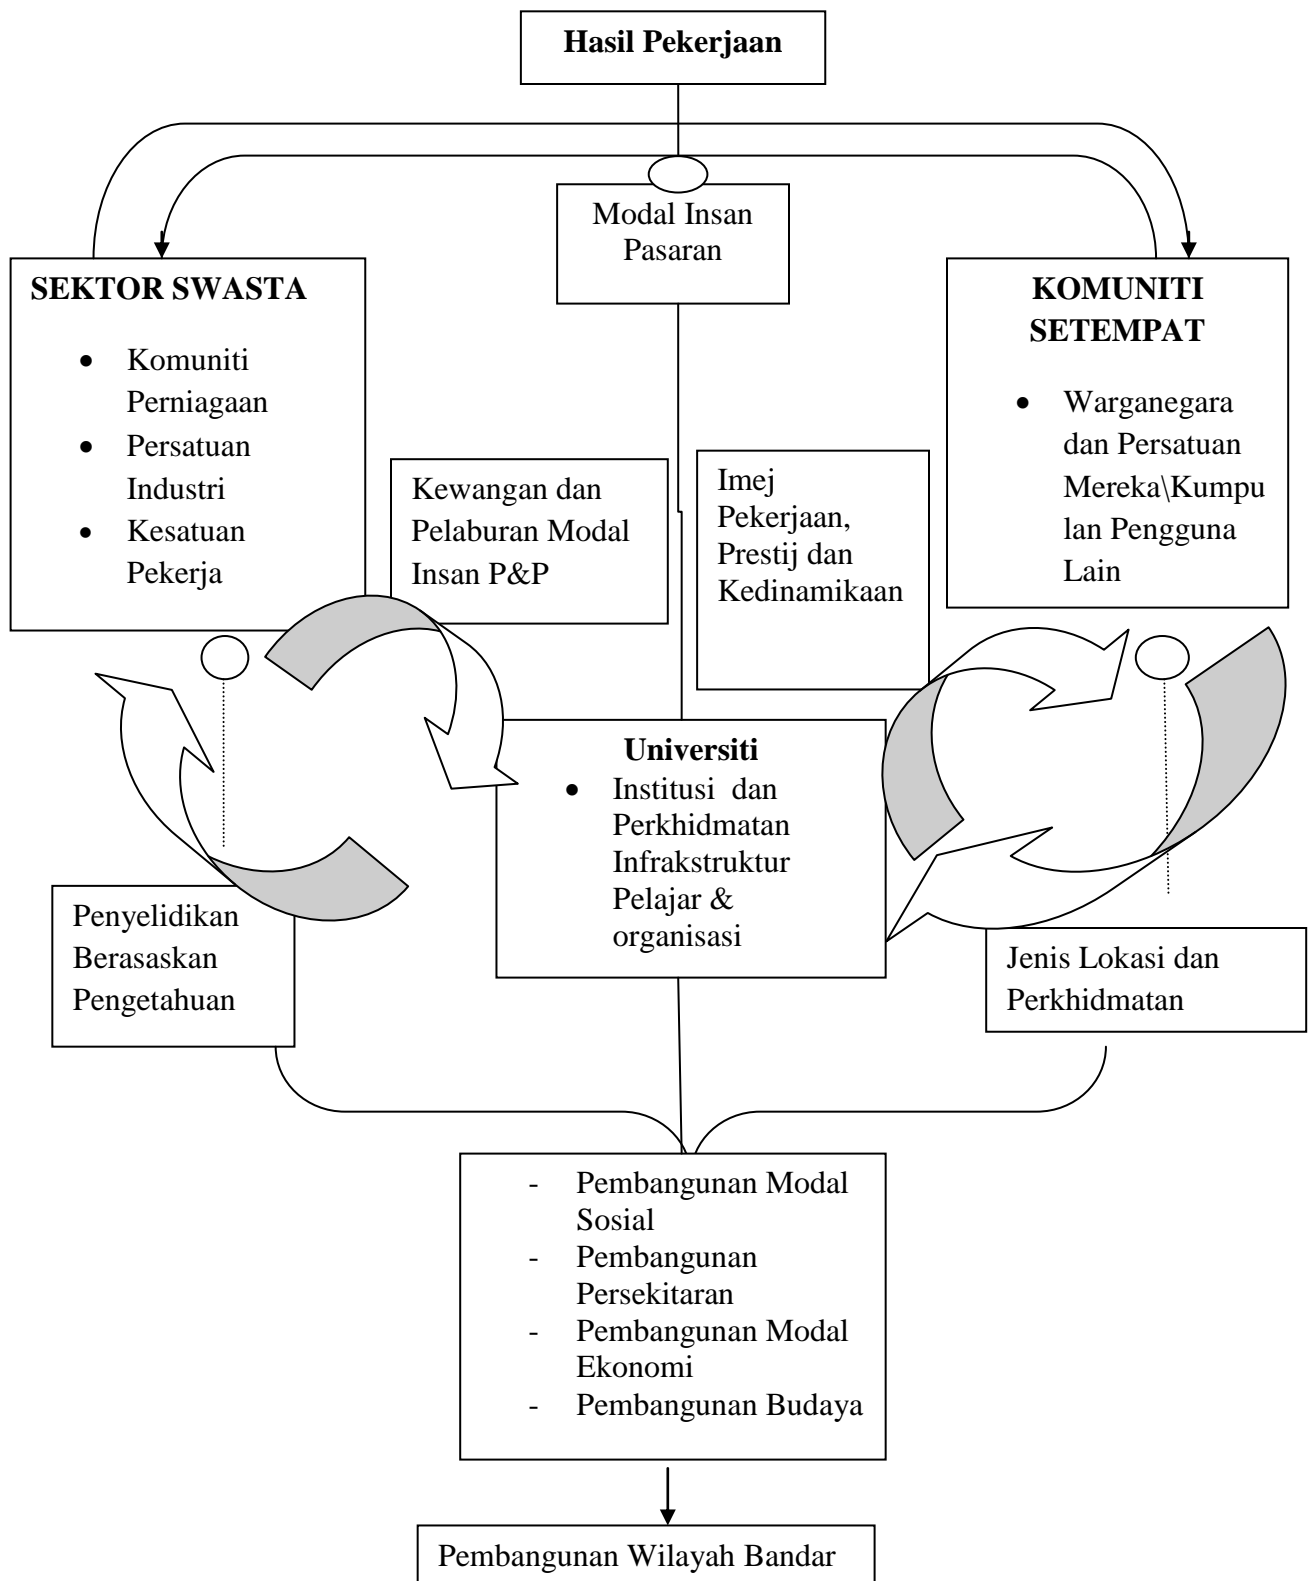 Hasil Pekerjaan
Modal Insan
Pasaran
SEKTOR SWASTA
• Komuniti
Perniagaan
• Persatuan
Industri
• Kesatuan
Pekerja
KOMUNITI
SETEMPAT
• Warganegara
dan Persatuan
Mereka\Kumpu
lan Pengguna
Lain
Kewangan dan
Pelaburan Modal
Insan P&P
Imej
Pekerjaan,
Prestij dan
Kedinamikaan
Universiti
• Institusi dan
Perkhidmatan
Infrakstruktur
Pelajar &
organisasi
Penyelidikan
Berasaskan
Pengetahuan
Jenis Lokasi dan
Perkhidmatan
- Pembangunan Modal
Sosial
- Pembangunan
Persekitaran
- Pembangunan Modal
Ekonomi
- Pembangunan Budaya
Pembangunan Wilayah Bandar